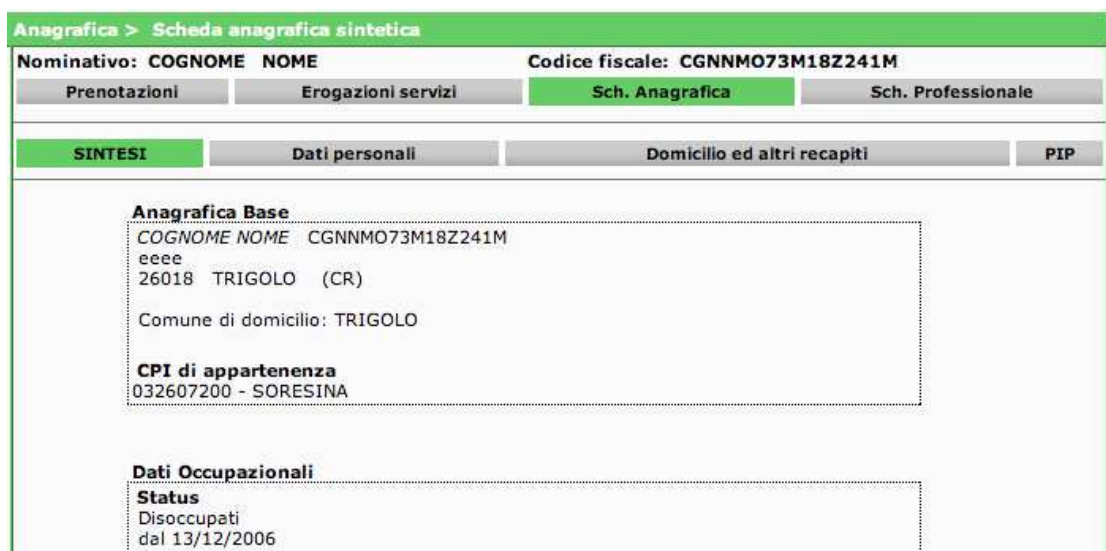 Anagrafica > Scheda anagrafica sintetica
Nominativo: COGNOME NOME Codice fiscale: CGNNMO73M18Z241M
Prenotazioni Erogazioni servizi Sch. Anagrafica Sch. Professionale
SINTESI Dati personali Domicilio ed altri recapiti PIP
Anagrafica Base
COGNOME NOME CGNNMO73M18Z241M
eeee
26018 TRIGOLO (CR)
Comune di domicilio: TRIGOLO
CPI di appartenenza
032607200 - SORESINA
Dati Occupazionali
Status
Disoccupati
dal 13/12/2006